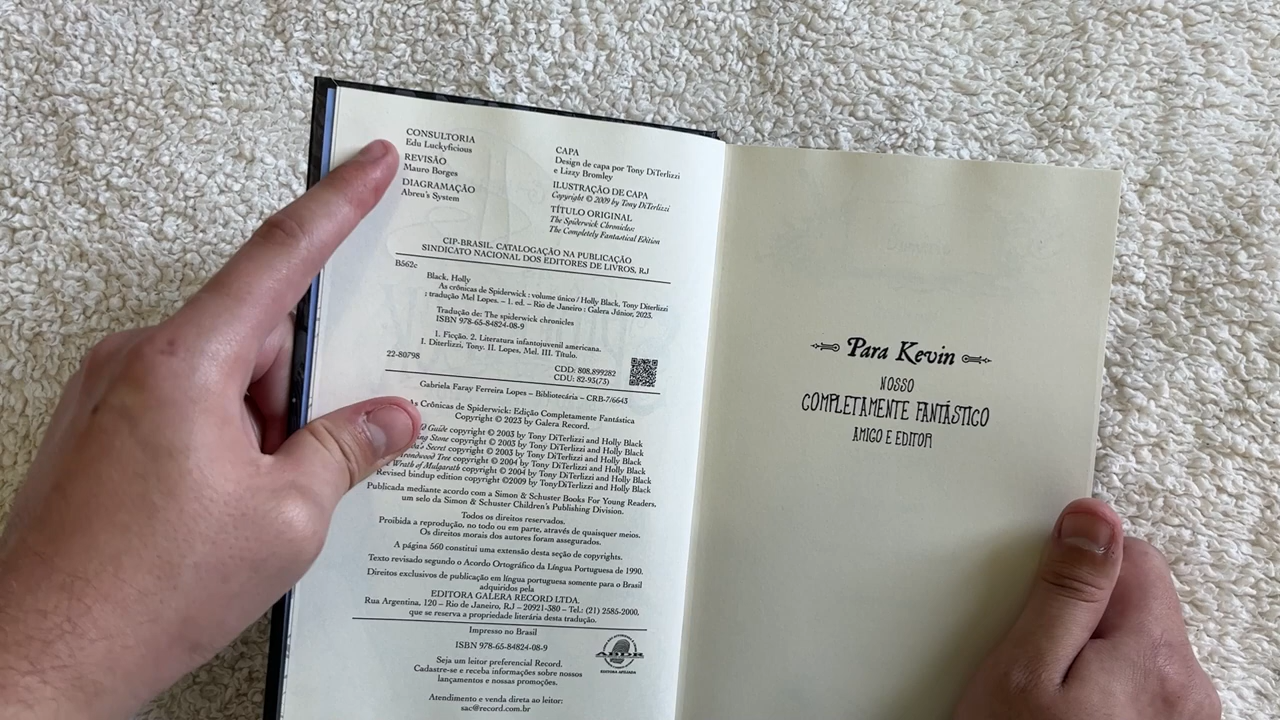 CONSULTORIA
Edu Luckyficious
REVISÃO
Mauro Borges
DIAGRAMAÇÃO
Abreu's System
CAPA
Design de capa por Tony DiTerlizzi
e Lizzy Bromley
ILUSTRAÇÃO DE CAPA
Copyright © 2009 by Tony DiTerlizzi
TÍTULO ORIGINAL
The Spiderwick Chronicles:
The Completely Fantastical Edition
CIP-BRASIL. CATALOGAÇÃO NA PUBLICAÇÃO
SINDICATO NACIONAL DOS EDITORES DE LIVROS, RJ
B562c
Black, Holly
As crônicas de Spiderwick : volume único / Holly Black, Tony Diterlizzi
; tradução Mel Lopes. – 1. ed. – Rio de Janeiro : Galera Júnior, 2023.
Tradução de: The spiderwick chronicles
ISBN 978-65-84824-08-9
1. Ficção. 2. Literatura infantojuvenil americana.
I. Diterlizzi, Tony. II. Lopes, Mel. III. Título.
22-80798
CDD: 808.899282
CDU: 82-93(73)
Gabriela Faray Ferreira Lopes – Bibliotecária – CRB-7/6643
As Crônicas de Spiderwick: Edição Completamente Fantástica
Copyright © 2023 by Galera Record.
Guide copyright © 2003 by Tony DiTerlizzi and Holly Black
Stone copyright © 2003 by Tony DiTerlizzi and Holly Black
Secret copyright © 2003 by Tony DiTerlizzi and Holly Black
Ironwood Tree copyright © 2004 by Tony DiTerlizzi and Holly Black
Wrath of Mulgarath copyright © 2004 by Tony DiTerlizzi and Holly Black
Revised bindup edition copyright ©2009 by TonyDiTerlizzi and Holly Black
Publicada mediante acordo com a Simon & Schuster Books For Young Readers,
um selo da Simon & Schuster Children's Publishing Division.
Todos os direitos reservados.
Proibida a reprodução, no todo ou em parte, através de quaisquer meios.
Os direitos morais dos autores foram assegurados.
A página 560 constitui uma extensão desta seção de copyrights.
Texto revisado segundo o Acordo Ortográfico da Língua Portuguesa de 1990.
Direitos exclusivos de publicação em língua portuguesa somente para o Brasil
adquiridos pela
EDITORA GALERA RECORD LTDA.
Rua Argentina, 120 – Rio de Janeiro, RJ – 20921-380 – Tel.: (21) 2585-2000,
que se reserva a propriedade literária desta tradução.
Impresso no Brasil
ISBN 978-65-84824-08-9
Seja um leitor preferencial Record.
Cadastre-se e receba informações sobre nossos
lançamentos e nossas promoções.
Atendimento e venda direta ao leitor:
sac@record.com.br
ABDR
EDITORA AFILIADA
Para Kevin
NOSSO
COMPLETAMENTE FANTÁSTICO
AMIGO E EDITOR